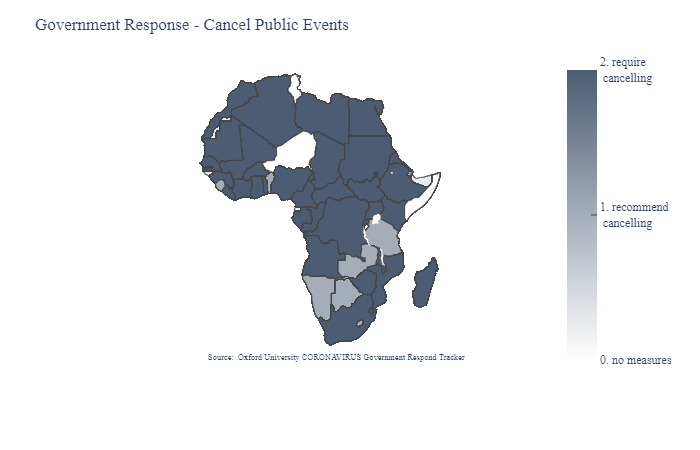 Government Response - Cancel Public Events
2. require
cancelling
1. recommend
cancelling
0. no measures
Source: Oxford University CORONAVIRUS Government Respond Tracker